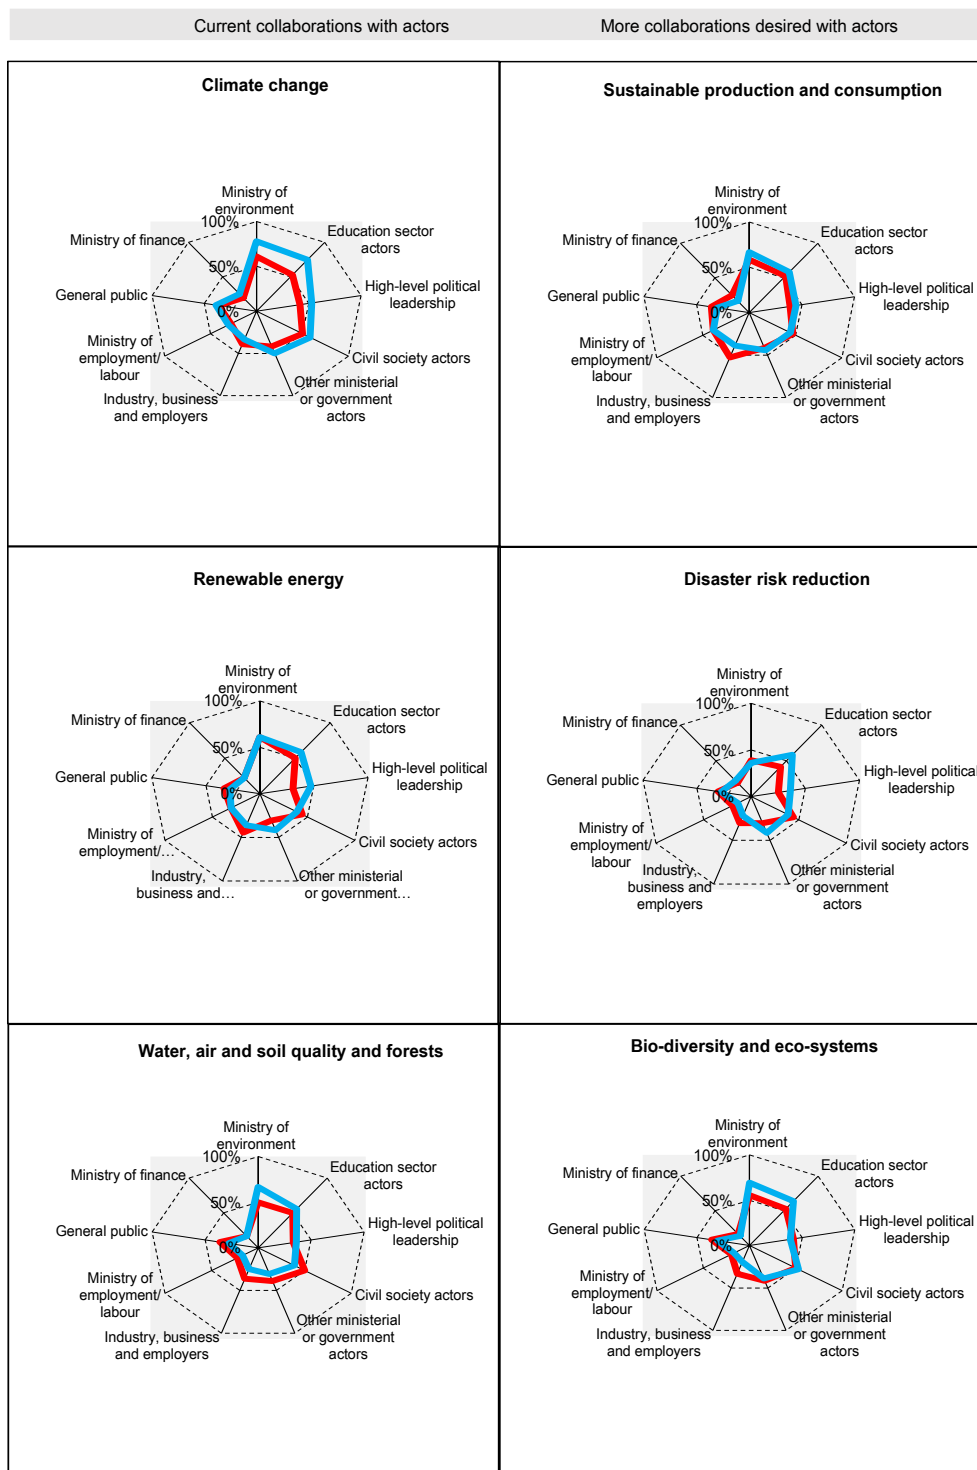 Current collaborations with actors
More collaborations desired with actors
Climate change
Ministry of
environment
100%
Education sector
actors
Ministry of finance
50%
High-level political
leadership
General public
0%
Civil society actors
Ministry of
employment/
labour
Other ministerial
or government
actors
Industry, business
and employers
Sustainable production and consumption
Ministry of
environment
100%
Education sector
actors
Ministry of finance
50%
High-level political
leadership
General public
0%
Civil society actors
Ministry of
employment/
labour
Other ministerial
or government
actors
Industry, business
and employers
Renewable energy
Ministry of
environment
100%
Education sector
actors
Ministry of finance
50%
High-level political
leadership
General public
0%
Civil society actors
Ministry of
employment/…
Other ministerial
or government…
Industry,
business and…
Disaster risk reduction
Ministry of
environment
100%
Education sector
actors
Ministry of finance
50%
High-level political
leadership
General public
0%
Civil society actors
Ministry of
employment/
labour
Other ministerial
or government
actors
Industry,
business and
employers
Water, air and soil quality and forests
Ministry of
environment
100%
Education sector
actors
Ministry of finance
50%
High-level political
leadership
General public
0%
Civil society actors
Ministry of
employment/
labour
Other ministerial
or government
actors
Industry, business
and employers
Bio-diversity and eco-systems
Ministry of
environment
100%
Education sector
actors
Ministry of finance
50%
High-level political
leadership
General public
0%
Civil society actors
Ministry of
employment/
labour
Other ministerial
or government
actors
Industry, business
and employers